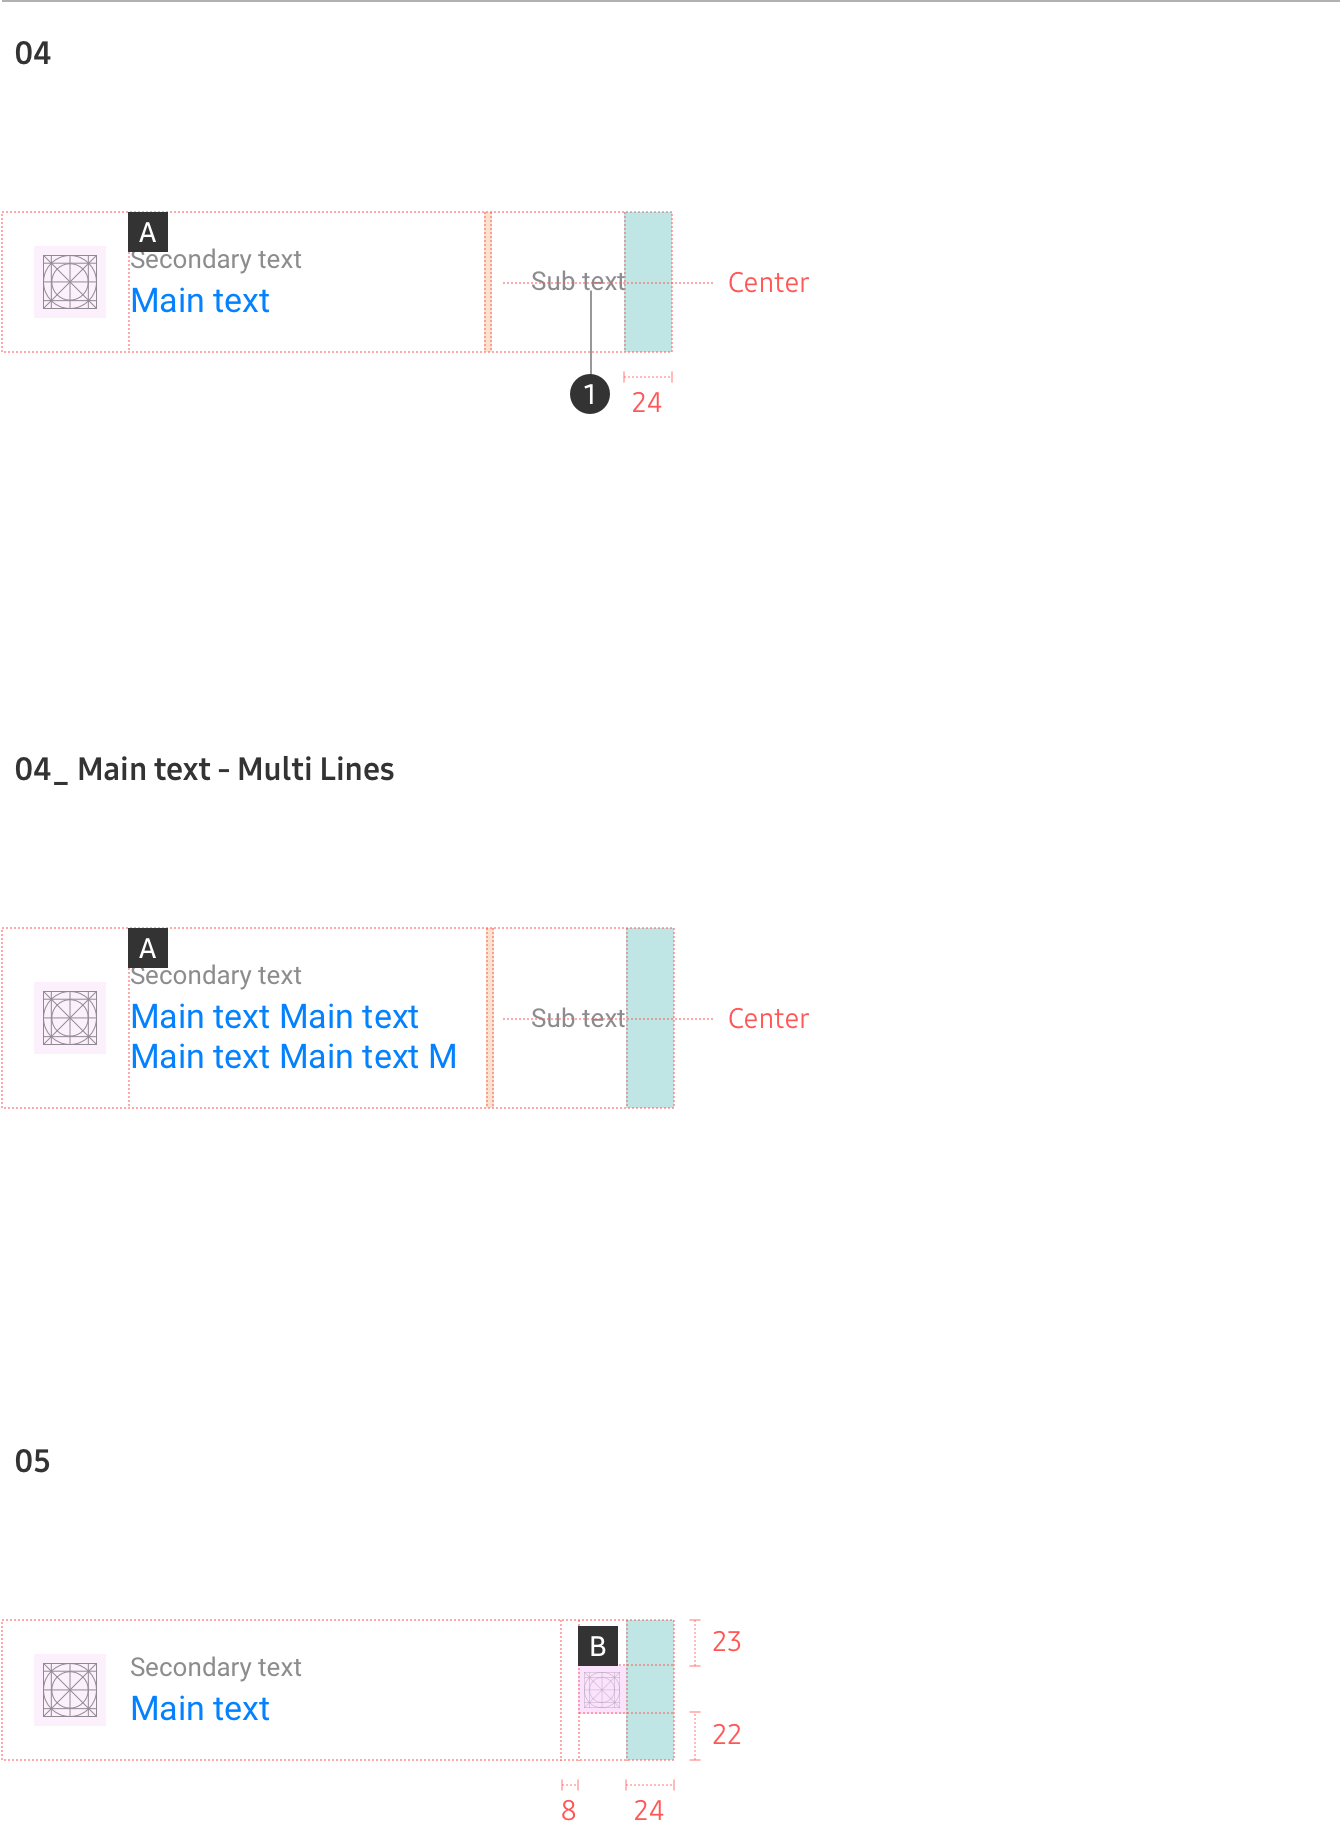 04
A
Secondary text
Main text
Sub text
Center
1
24
04_ Main text - Multi Lines
A
Secondary text
Main text Main text
Main text Main text M
Sub text
Center
05
B
Secondary text
Main text
23
22
8
24